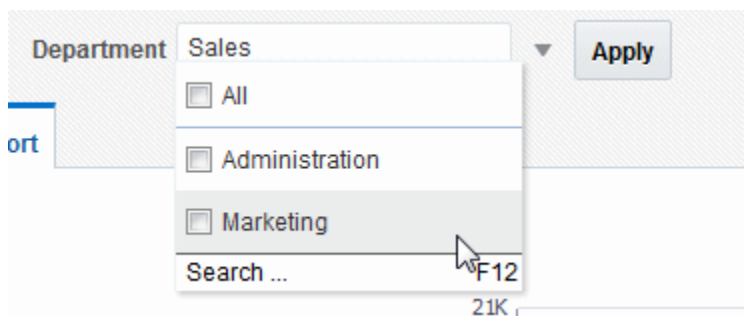 Department Sales Apply
All
ort
Administration
Marketing
Search ... F12
21K